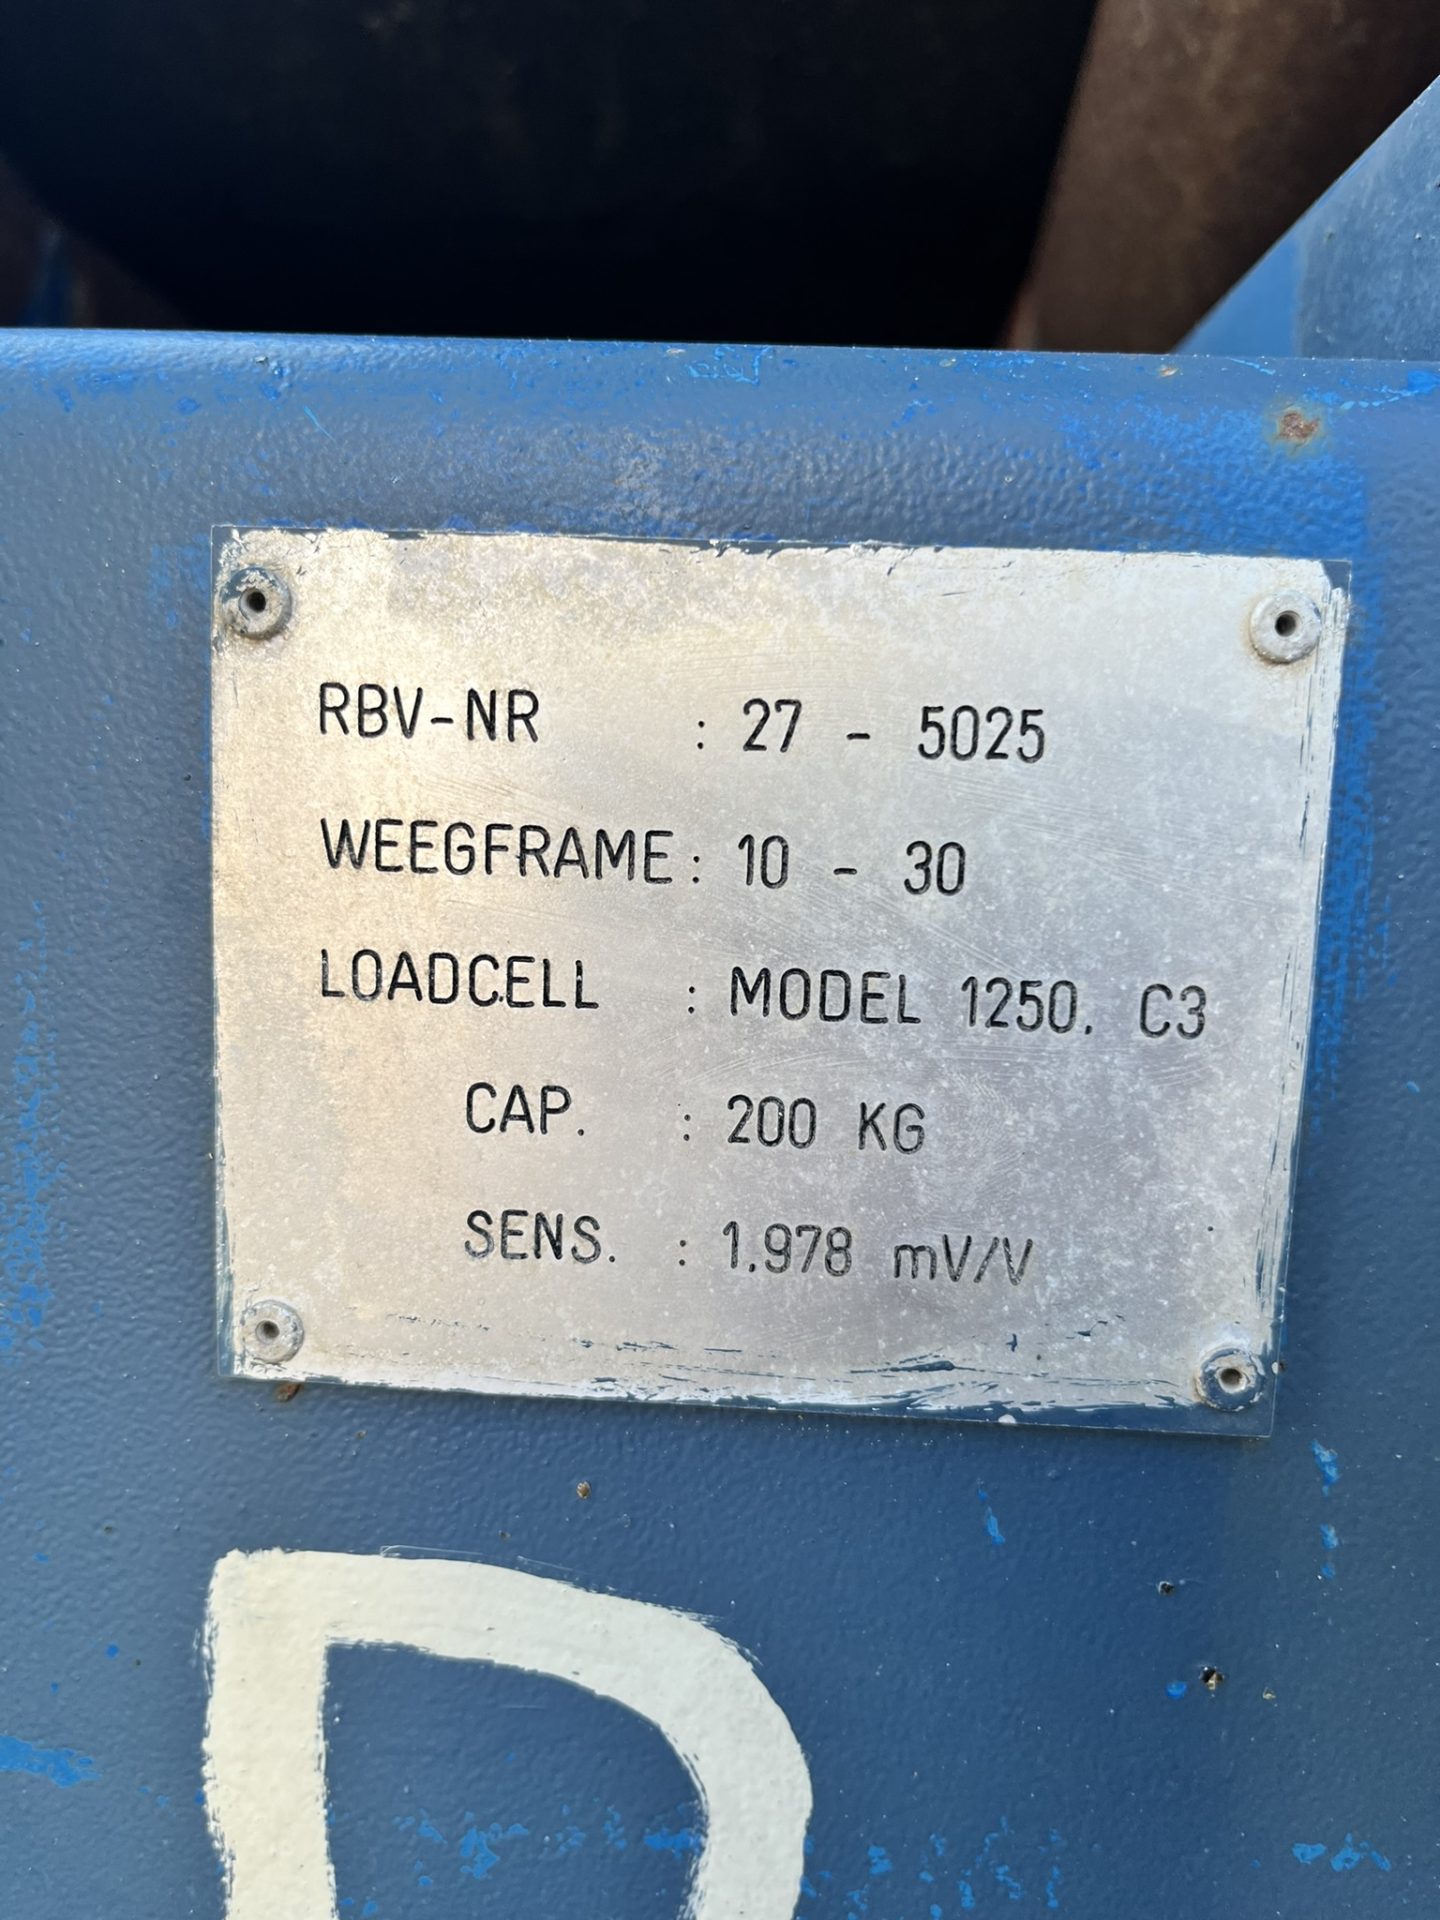 RBV-NR : 27 - 5025
WEEGFRAME : 10 - 30
LOADCELL : MODEL 1250. C3
CAP. : 200 KG
SENS. : 1.978 mV/V